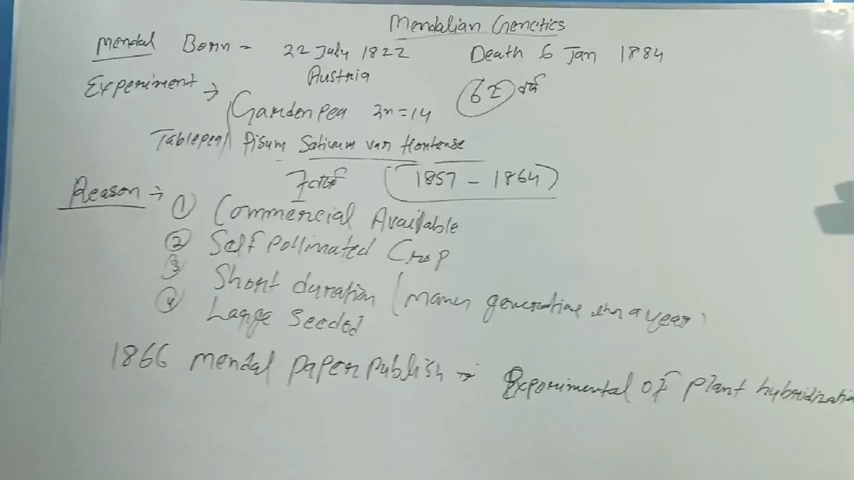 Mendalian Genetics
Mendal Born - 22 July 1822 Death 6 Jan 1884
Austria
Experiment → Garden pea 2n=14 62 वर्ष
Tablepea/ Pisum Sativum var Hortense
7 वर्ष (1857 - 1864)
Reason →
① Commercial Available
② Self pollinated Crop
③ Short duration (many generation in a year)
④ Large Seeded
1866 mendal paper publish → Experimental of plant hybridization